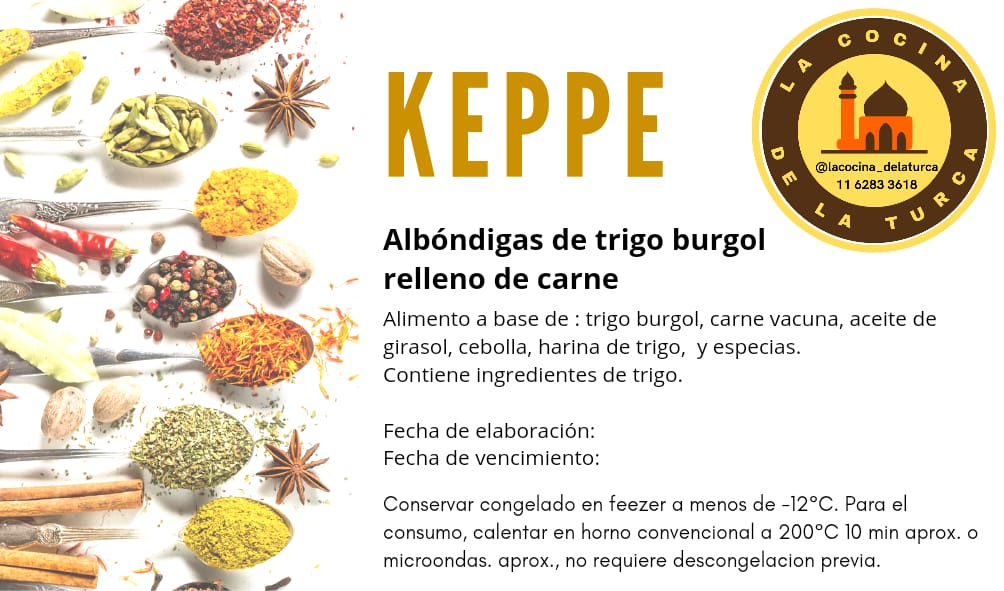 KEPPE
LA COCINA
DE LA TURCA
@lacocina_delaturca
11 6283 3618
Albóndigas de trigo burgol
relleno de carne
Alimento a base de : trigo burgol, carne vacuna, aceite de
girasol, cebolla, harina de trigo,  y especias.
Contiene ingredientes de trigo.
Fecha de elaboración:
Fecha de vencimiento:
Conservar congelado en feezer a menos de -12°C. Para el
consumo, calentar en horno convencional a 200°C 10 min aprox. o
microondas. aprox., no requiere descongelacion previa.